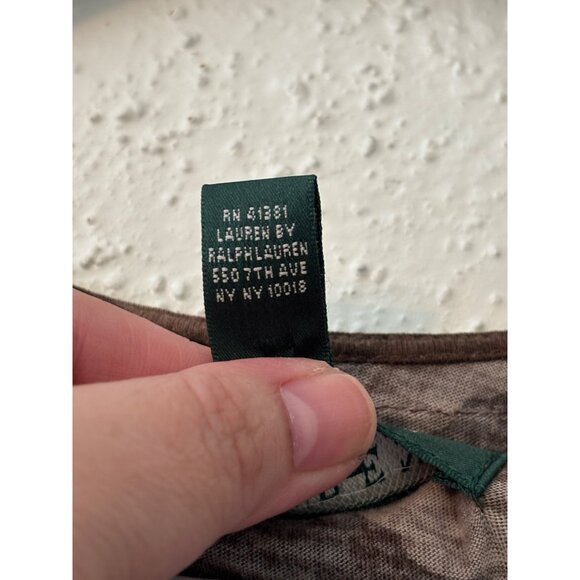 RN 41381
LAUREN BY
RALPH LAUREN
550 7TH AVE
NY NY 10018